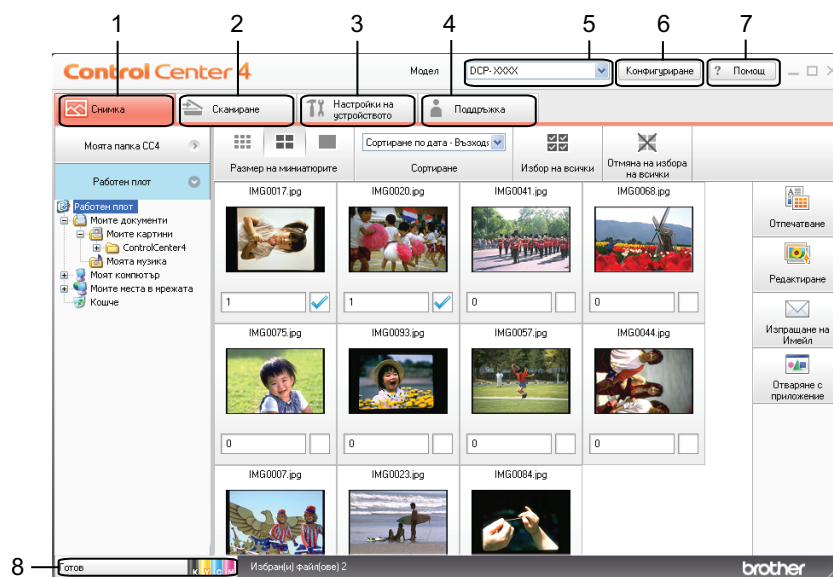 1 2 3 4 5 6 7
Control Center 4
Модел
DCP-XXXX
Конфигуриране
? Помощ
Снимка
Сканиране
Настройки на
устройството
Поддръжка
Моята папка CC4
Работен плот
Работен плот
Моите документи
Моите картини
ControlCenter4
Моята музика
Моят компютър
Моите места в мрежата
Кошче
Размер на миниатюрите
Сортиране по дата - Възходя
Сортиране
Избор на всички
Отмяна на избора
на всички
IMG0017.jpg IMG0020.jpg IMG0041.jpg IMG0068.jpg
1 1 0 0
IMG0075.jpg IMG0093.jpg IMG0057.jpg IMG0044.jpg
0 0 0 0
IMG0007.jpg IMG0023.jpg IMG0084.jpg
Отпечатване
Редактиране
Изпращане на
Имейл
Отваряне с
приложение
8
Готов
K Y C M
Избран(и) файл(ове) 2
brother